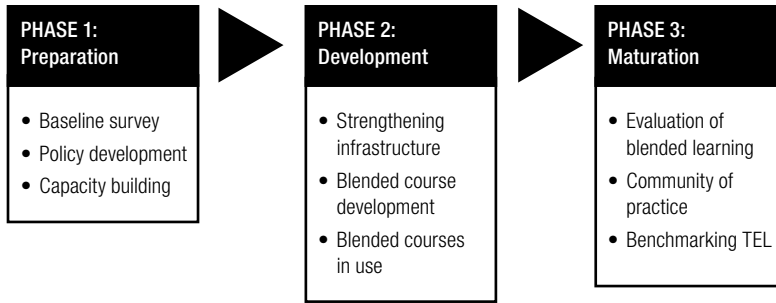 PHASE 1:
Preparation
• Baseline survey
• Policy development
• Capacity building
PHASE 2:
Development
• Strengthening
infrastructure
• Blended course
development
• Blended courses
in use
PHASE 3:
Maturation
• Evaluation of
blended learning
• Community of
practice
• Benchmarking TEL